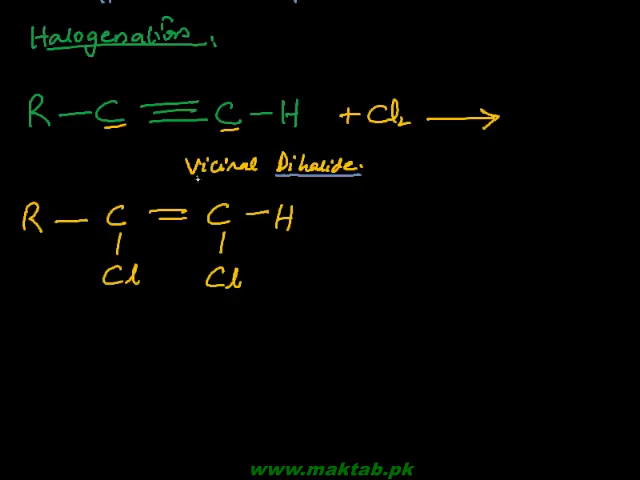 Halogenation.
R — C ≡ C — H + Cl₂ ⟶
Vicinal Dihalide.
R — C = C — H
Cl Cl
www.maktab.pk